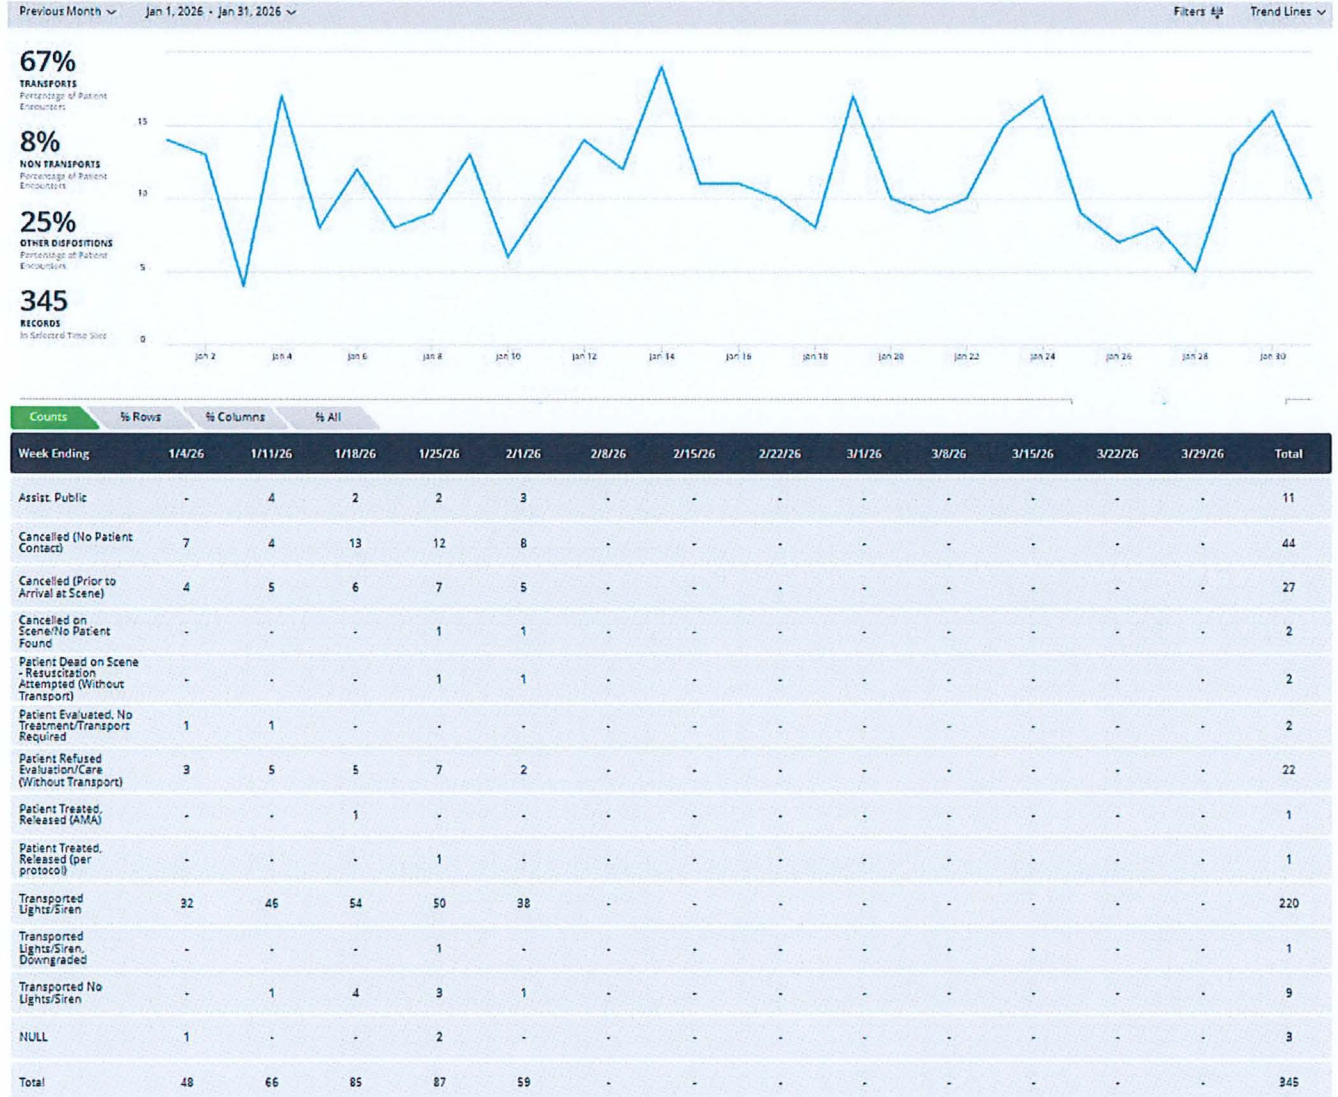 Previous Month Jan 1, 2026 - Jan 31, 2026 Filters Trend Lines
67%
TRANSPORTS
Percentage of Patient
Encounters
8%
NON TRANSPORTS
Percentage of Patient
Encounters
25%
OTHER DISPOSITIONS
Percentage of Patient
Encounters
345
RECORDS
In Selected Time Slice
15
10
5
0
Jan 2 Jan 4 Jan 6 Jan 8 Jan 10 Jan 12 Jan 14 Jan 16 Jan 18 Jan 20 Jan 22 Jan 24 Jan 26 Jan 28 Jan 30
Counts % Rows % Columns % All
Week Ending 1/4/26 1/11/26 1/18/26 1/25/26 2/1/26 2/8/26 2/15/26 2/22/26 3/1/26 3/8/26 3/15/26 3/22/26 3/29/26 Total
Assist, Public - 4 2 2 3 - - - - - - - - 11
Cancelled (No Patient
Contact) 7 4 13 12 8 - - - - - - - - 44
Cancelled (Prior to
Arrival at Scene) 4 5 6 7 5 - - - - - - - - 27
Cancelled on
Scene/No Patient
Found - - - 1 1 - - - - - - - - 2
Patient Dead on Scene
- Resuscitation
Attempted (Without
Transport) - - - 1 1 - - - - - - - - 2
Patient Evaluated, No
Treatment/Transport
Required 1 1 - - - - - - - - - - - 2
Patient Refused
Evaluation/Care
(Without Transport) 3 5 5 7 2 - - - - - - - - 22
Patient Treated,
Released (AMA) - - 1 - - - - - - - - - - 1
Patient Treated,
Released (per
protocol) - - - 1 - - - - - - - - - 1
Transported
Lights/Siren 32 46 54 50 38 - - - - - - - - 220
Transported
Lights/Siren,
Downgraded - - - 1 - - - - - - - - - 1
Transported No
Lights/Siren - 1 4 3 1 - - - - - - - - 9
NULL 1 - - 2 - - - - - - - - - 3
Total 48 66 85 87 59 - - - - - - - - 345